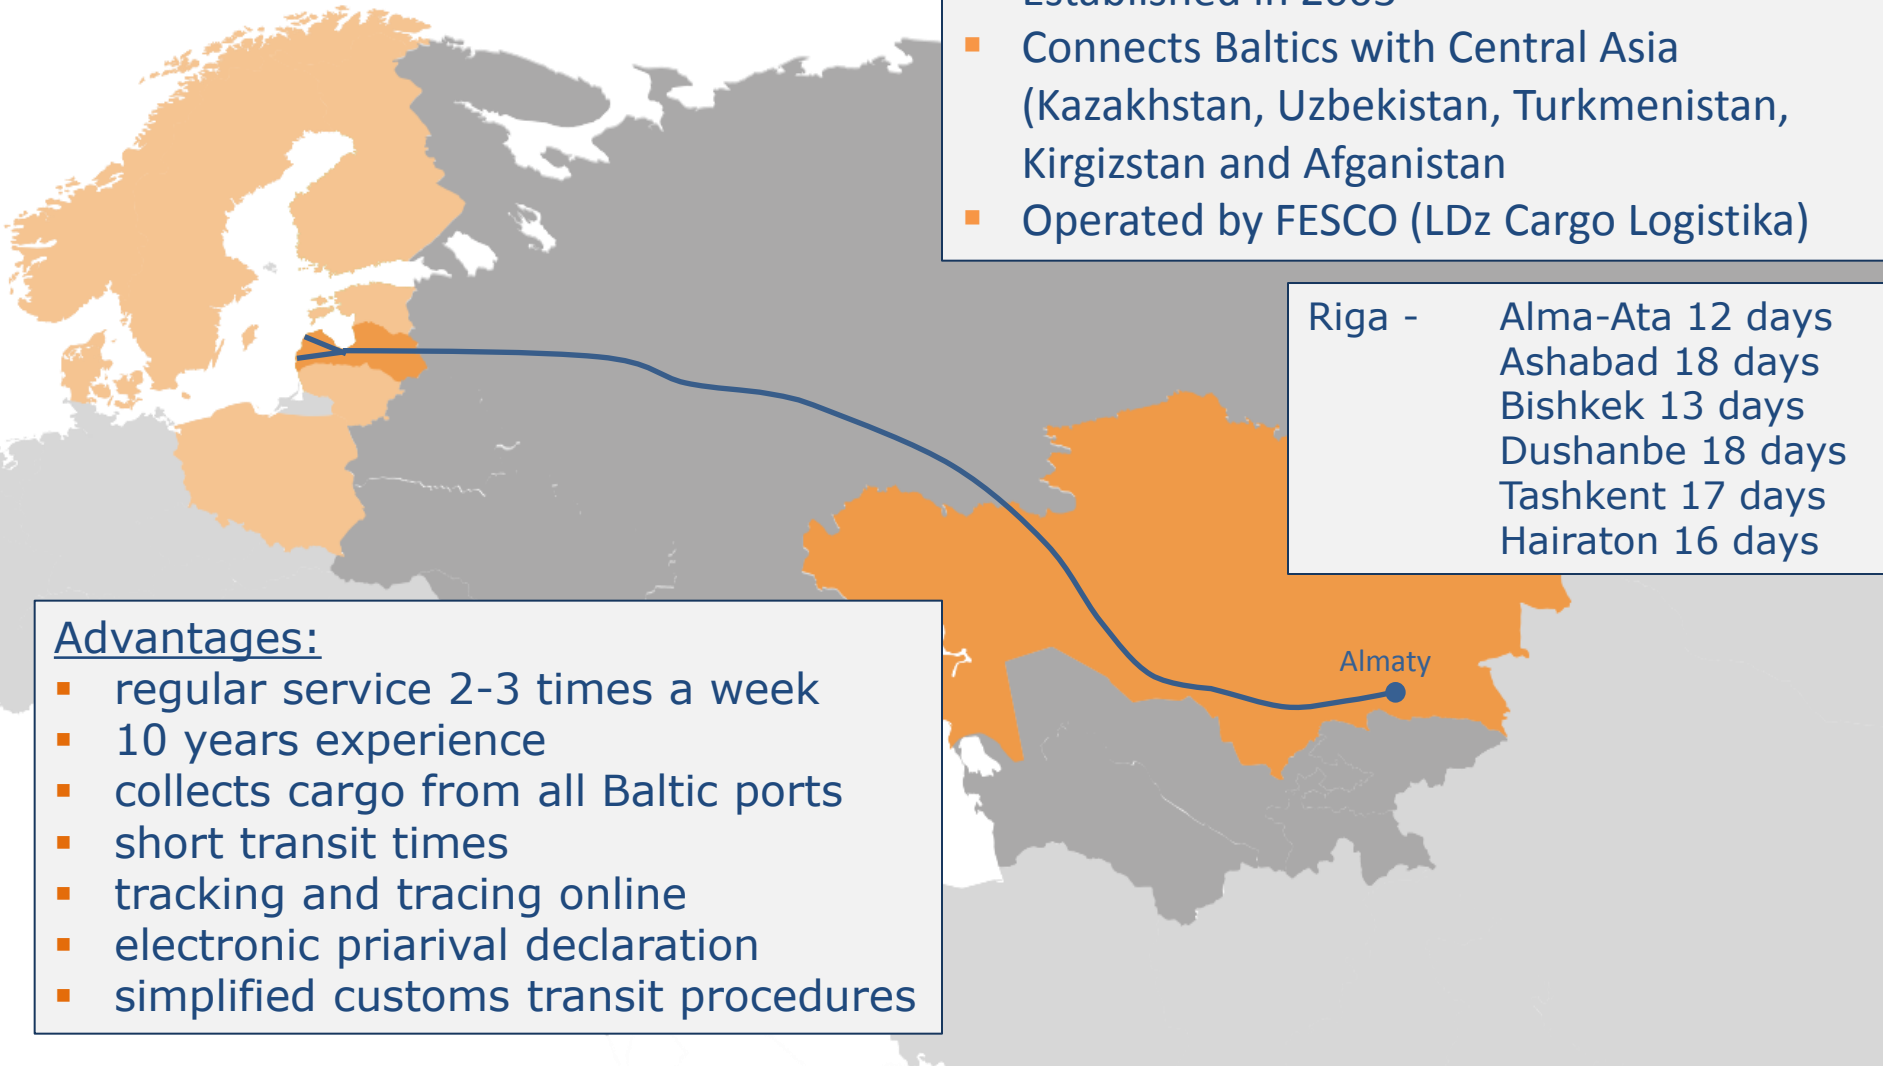 Established in 2003
▪ Connects Baltics with Central Asia
(Kazakhstan, Uzbekistan, Turkmenistan,
Kirgizstan and Afganistan
▪ Operated by FESCO (LDz Cargo Logistika)
Riga - Alma-Ata 12 days
Ashabad 18 days
Bishkek 13 days
Dushanbe 18 days
Tashkent 17 days
Hairaton 16 days
Almaty
Advantages:
▪ regular service 2-3 times a week
▪ 10 years experience
▪ collects cargo from all Baltic ports
▪ short transit times
▪ tracking and tracing online
▪ electronic priarival declaration
▪ simplified customs transit procedures